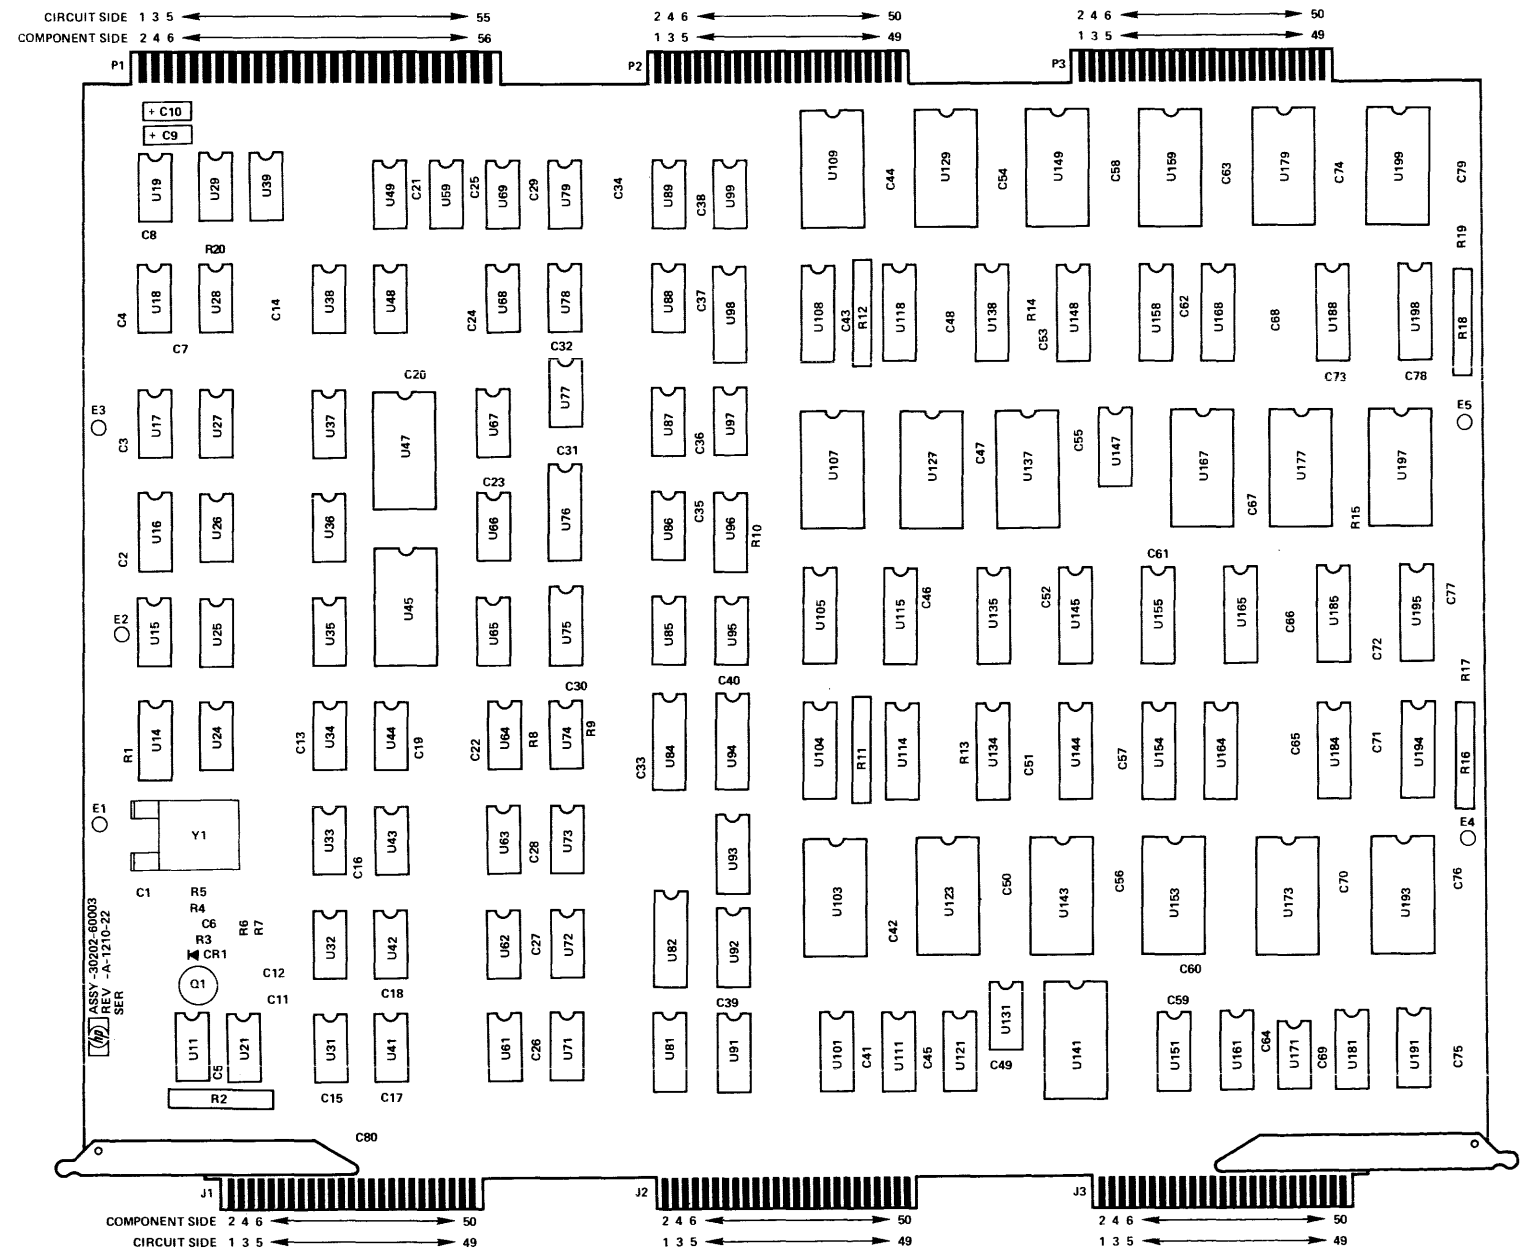 CIRCUIT SIDE 1 3 5 55
2 4 6 50
2 4 6 50
COMPONENT SIDE 2 4 6 56
1 3 5 49
1 3 5 49
P1
P2
P3
+ C10
+ C9
U19 U29 U39 U49 C21 U59 C25 U69 C29 U79 C34 U89 C38 U99 U109 C44 U129 C54 U149 C58 U159 C63 U179 C74 U199 C79
C8
R20
R19
C4 U18 U28 C14 U38 U48 C24 U68 U78 U88 C37 U98 U108 C43 R12 U118 C48 U138 R14 C53 U148 U158 C62 U168 C68 U188 U198 R18
C7
C32
C20
C73
C78
U77
E3
E5
C3 U17 U27 U37 U47 U67 U87 C36 U97 U107 U127 C47 U137 C55 U147 U167 C67 U177 R15 U197
C31
C23
C2 U16 U26 U36 U66 U76 U86 C35 U96 R10
C61
E2
U15 U25 U35 U45 U65 U75 U85 U95 U105 U115 C46 U135 C52 U145 U155 U165 C66 U185 C72 U195 C77
C30
C40
R17
R1 U14 U24 C13 U34 U44 C19 C22 U64 R8 U74 R9 C33 U84 U94 U104 R11 U114 R13 U134 C51 U144 C57 U154 U164 C65 U184 C71 U194 R16
E1
E4
Y1 U33 C16 U43 U63 C28 U73 U93
C1
R5
R4
C6
R6
R7
R3
CR1
Q1
C12
C11
U32 U42 U62 C27 U72 U82 U92 U103 C42 U123 C50 U143 C56 U153 U173 C70 U193 C76
C18
C39
C60
C59
ASSY -30202-60003
REV -A-1210-22
SER
hp
U11 C5 U21 U31 U41 U61 C26 U71 U81 U91 U101 C41 U111 C45 U121 U131 C49 U141 U151 U161 C64 U171 C69 U181 U191 C75
R2
C15
C17
C80
J1
J2
J3
COMPONENT SIDE 2 4 6 50
2 4 6 50
2 4 6 50
CIRCUIT SIDE 1 3 5 49
1 3 5 49
1 3 5 49